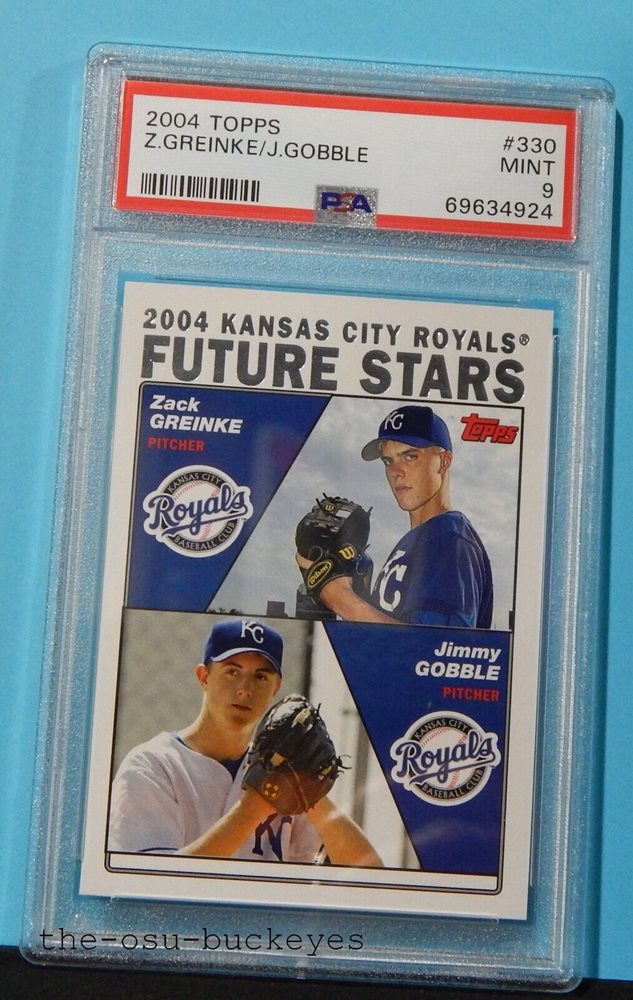 2004 TOPPS #330
Z.GREINKE/J.GOBBLE MINT
9
PSA 69634924
2004 KANSAS CITY ROYALS®
FUTURE STARS
Zack
GREINKE
PITCHER
Topps
KC
KANSAS CITY
Royals
BASEBALL CLUB
W
Wilson
KC
KC
Jimmy
GOBBLE
PITCHER
KANSAS CITY
Royals
BASEBALL CLUB
the-osu-buckeyes